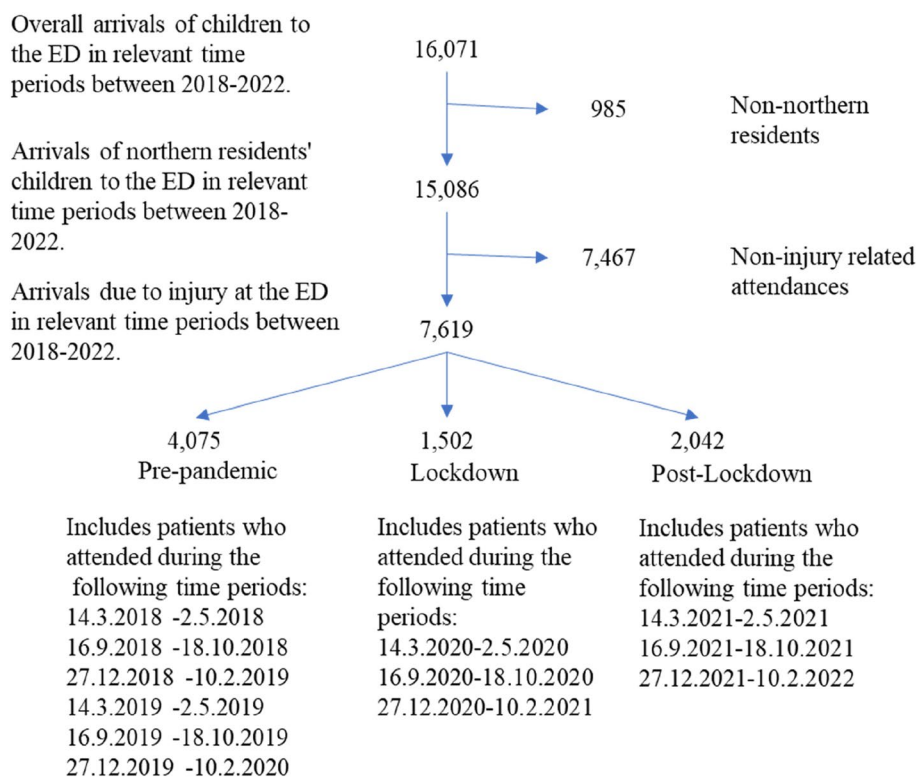 Overall arrivals of children to
the ED in relevant time
periods between 2018-2022.
16,071
985
Non-northern
residents
Arrivals of northern residents'
children to the ED in relevant
time periods between 2018-
2022.
15,086
7,467
Non-injury related
attendances
Arrivals due to injury at the ED
in relevant time periods between
2018-2022.
7,619
4,075
Pre-pandemic
Includes patients who
attended during the
following time periods:
14.3.2018 -2.5.2018
16.9.2018 -18.10.2018
27.12.2018 -10.2.2019
14.3.2019 -2.5.2019
16.9.2019 -18.10.2019
27.12.2019 -10.2.2020
1,502
Lockdown
Includes patients who
attended during the
following time
periods:
14.3.2020-2.5.2020
16.9.2020-18.10.2020
27.12.2020-10.2.2021
2,042
Post-Lockdown
Includes patients who
attended during the
following time periods:
14.3.2021-2.5.2021
16.9.2021-18.10.2021
27.12.2021-10.2.2022